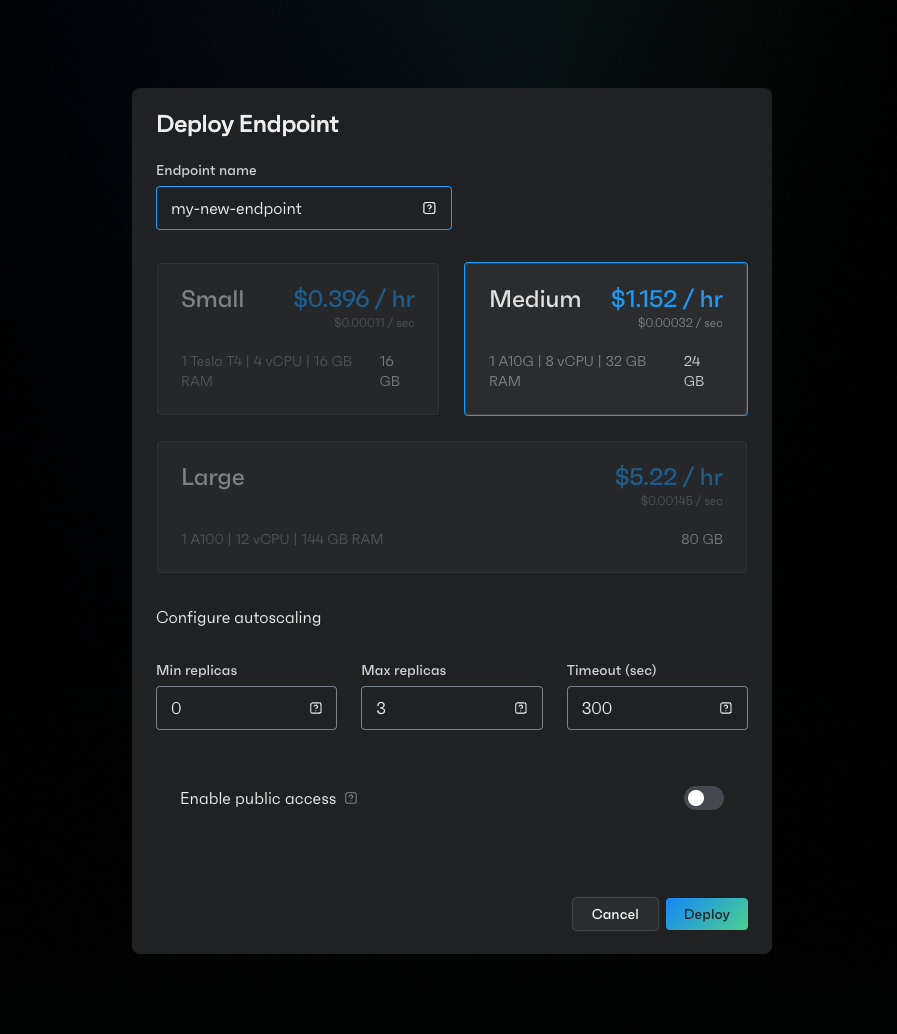 Deploy Endpoint
Endpoint name
my-new-endpoint
Small $0.396 / hr
$0.00011 / sec
1 Tesla T4 | 4 vCPU | 16 GB 16
RAM GB
Medium $1.152 / hr
$0.00032 / sec
1 A10G | 8 vCPU | 32 GB 24
RAM GB
Large $5.22 / hr
$0.00145 / sec
1 A100 | 12 vCPU | 144 GB RAM 80 GB
Configure autoscaling
Min replicas Max replicas Timeout (sec)
0 3 300
Enable public access
Cancel Deploy